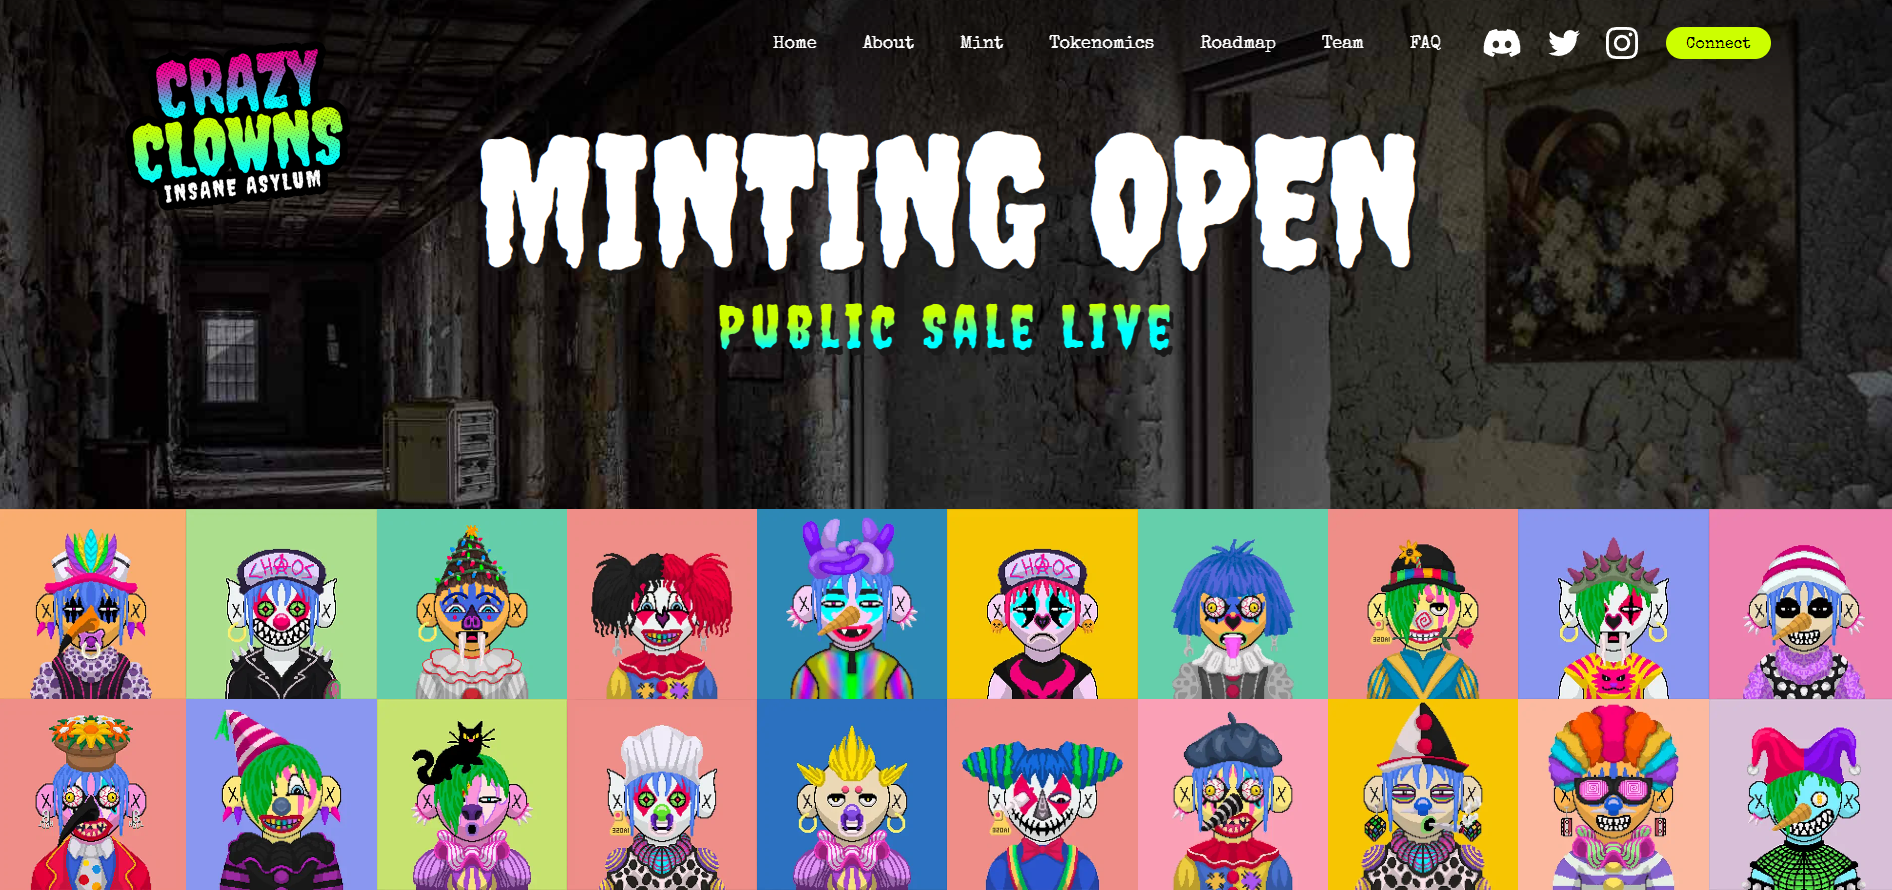 Home About Mint Tokenomics Roadmap Team FAQ Connect
CRAZY
CLOWNS
INSANE ASYLUM
MINTING OPEN
PUBLIC SALE LIVE
CHAOS
CHAOS